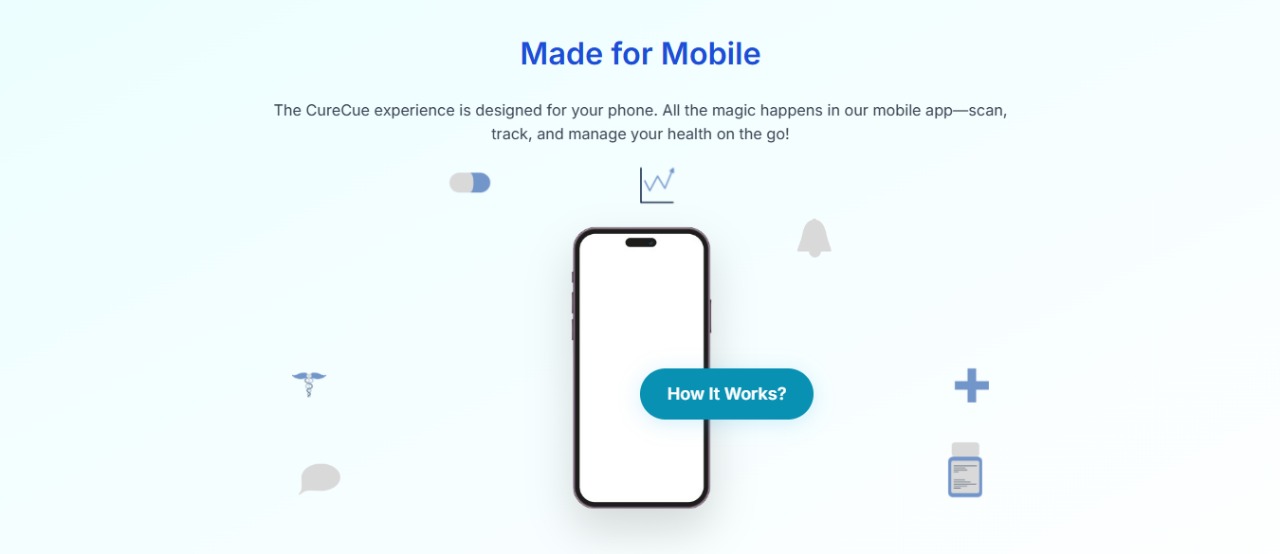 Made for Mobile
The CureCue experience is designed for your phone. All the magic happens in our mobile app—scan,
track, and manage your health on the go!
How It Works?